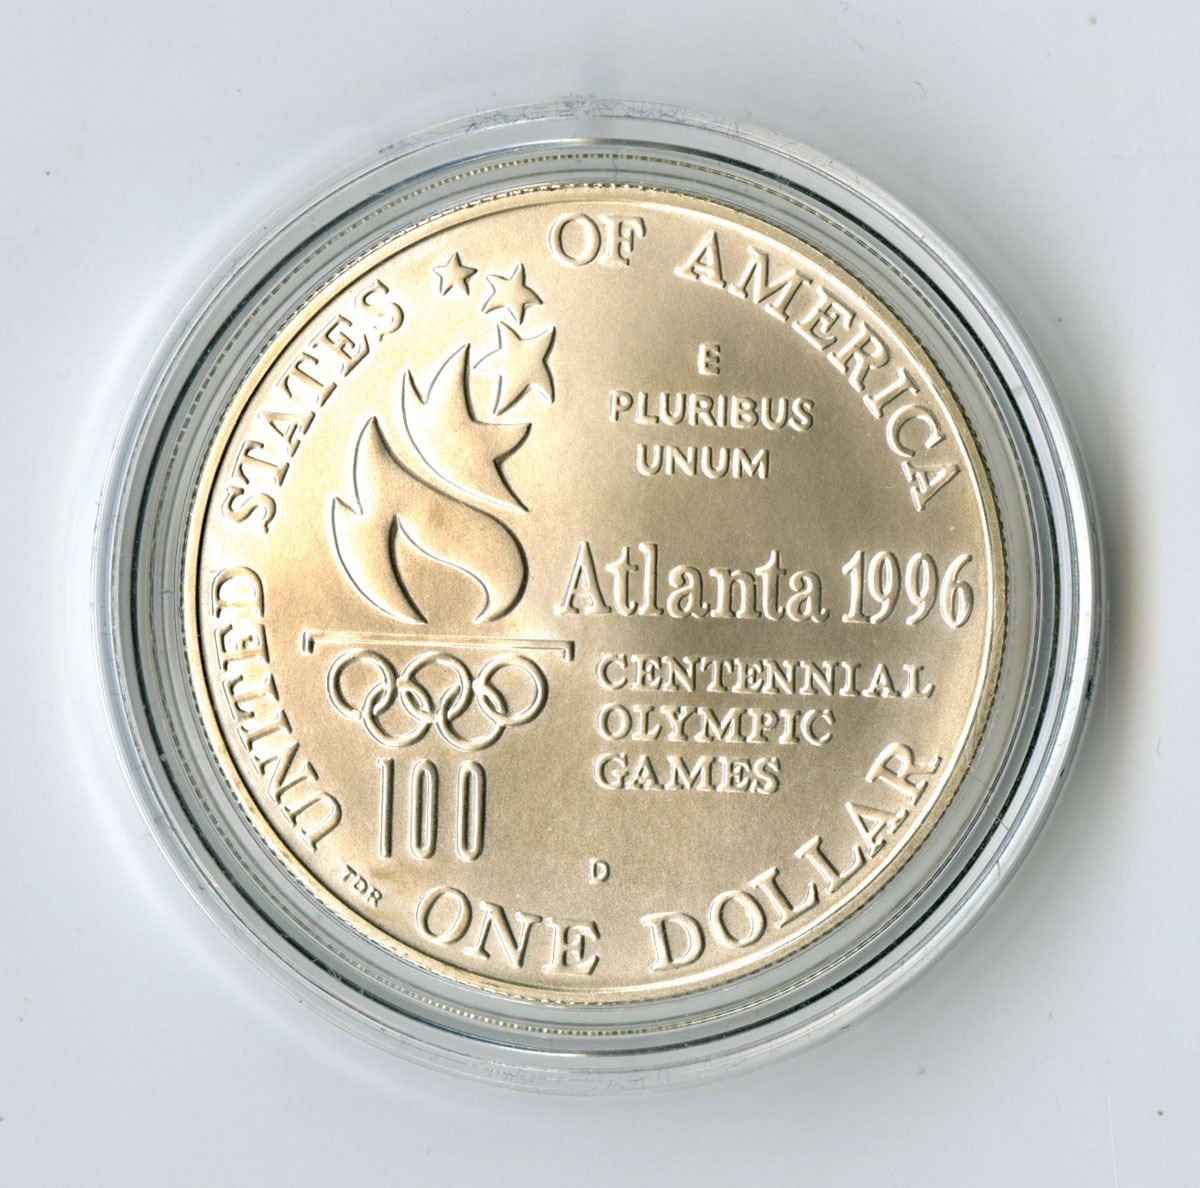 UNITED STATES OF AMERICA
E
PLURIBUS
UNUM
Atlanta 1996
CENTENNIAL
OLYMPIC
GAMES
100
D
TDR
ONE DOLLAR